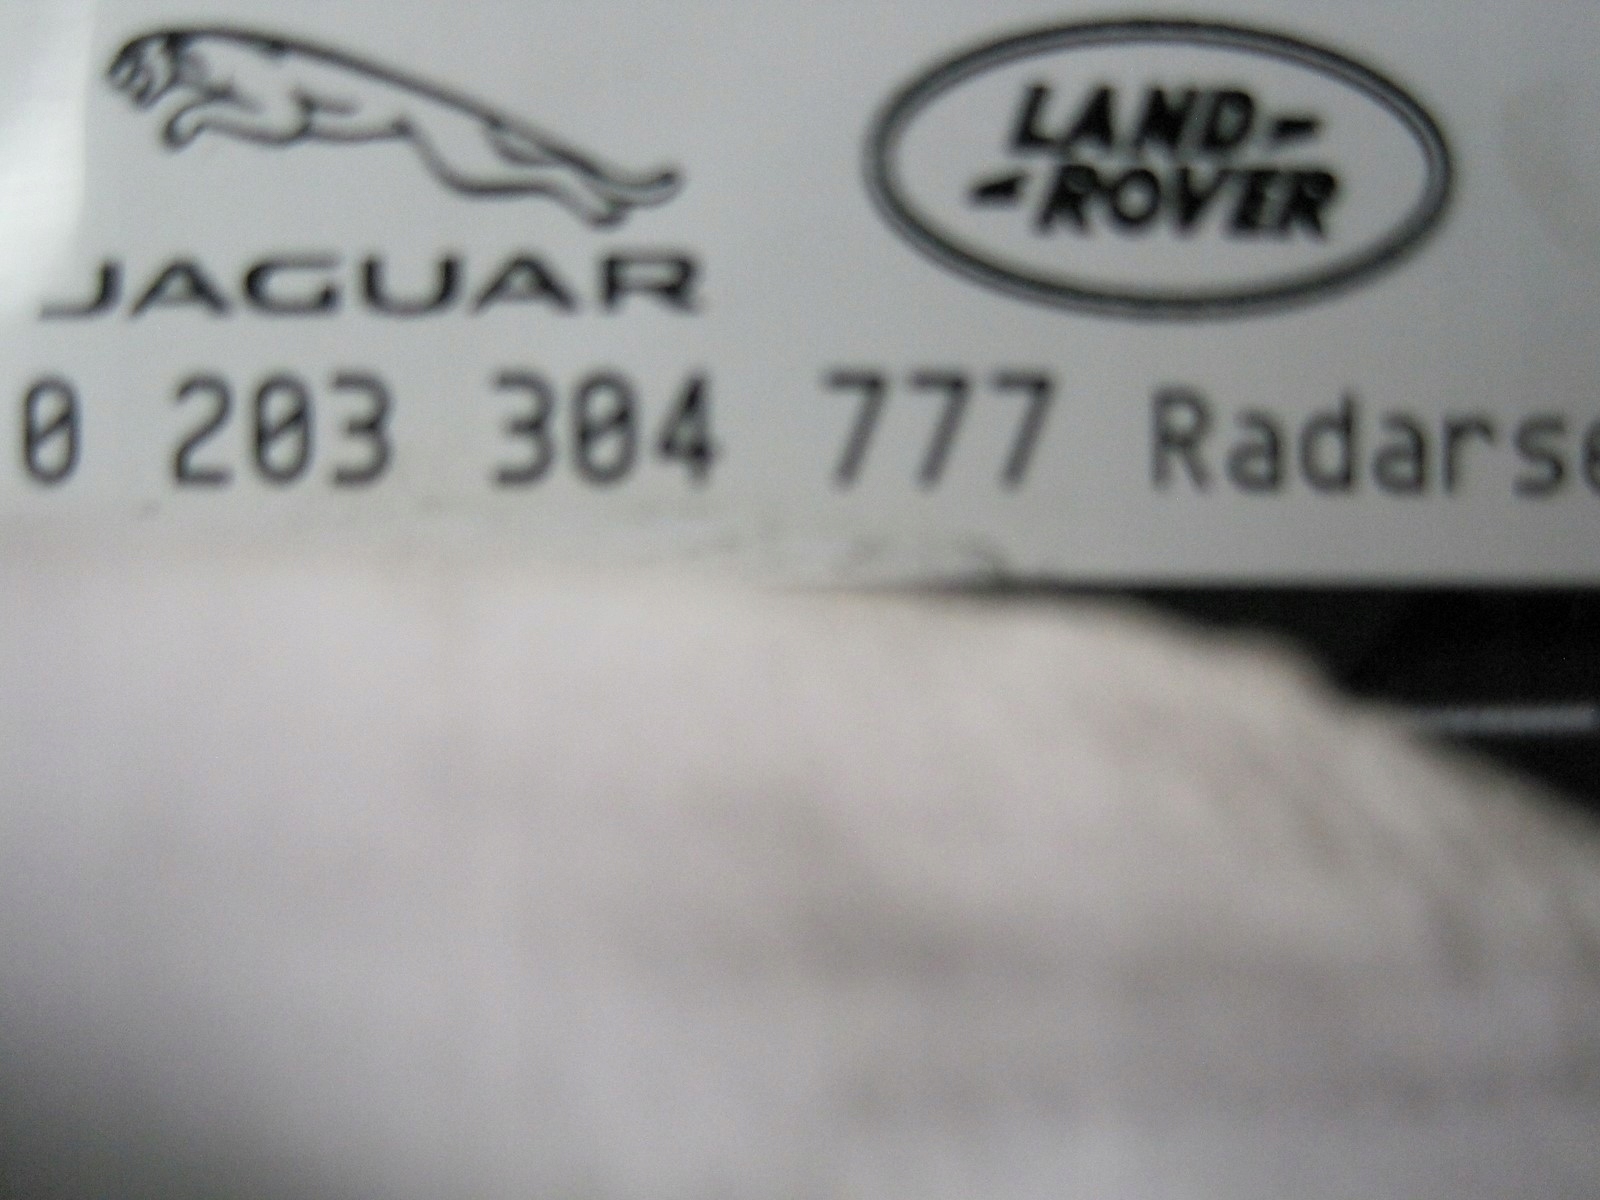 JAGUAR
LAND-
-ROVER
0 203 304 777 Radarse